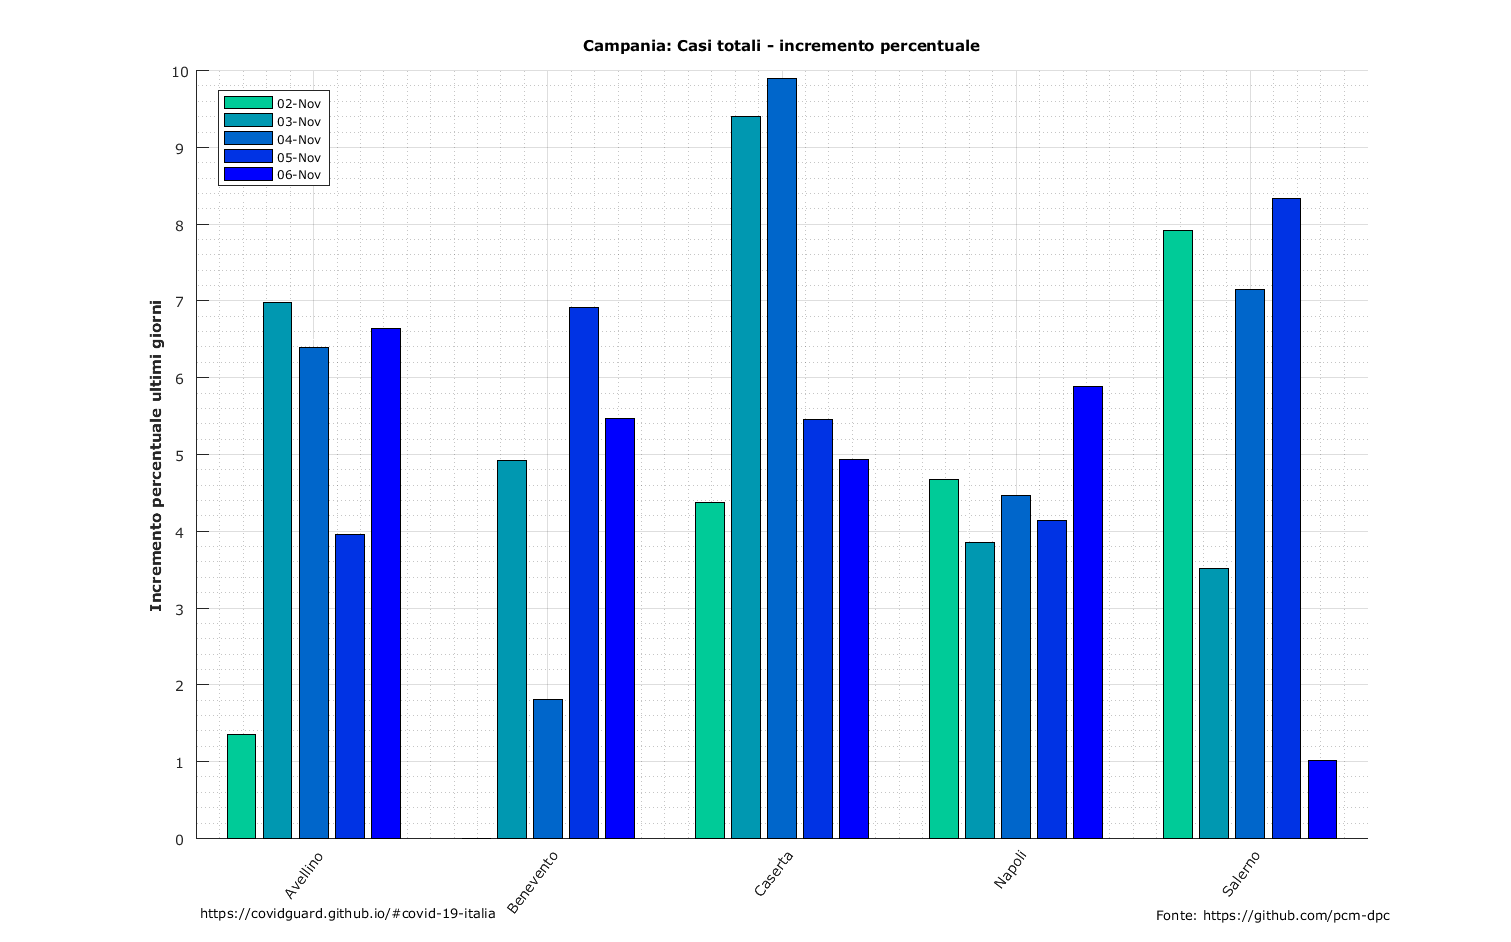 Campania: Casi totali - incremento percentuale
Incremento percentuale ultimi giorni
10
9
8
7
6
5
4
3
2
1
0
02-Nov
03-Nov
04-Nov
05-Nov
06-Nov
Avellino
Benevento
Caserta
Napoli
Salerno
https://covidguard.github.io/#covid-19-italia
Fonte: https://github.com/pcm-dpc